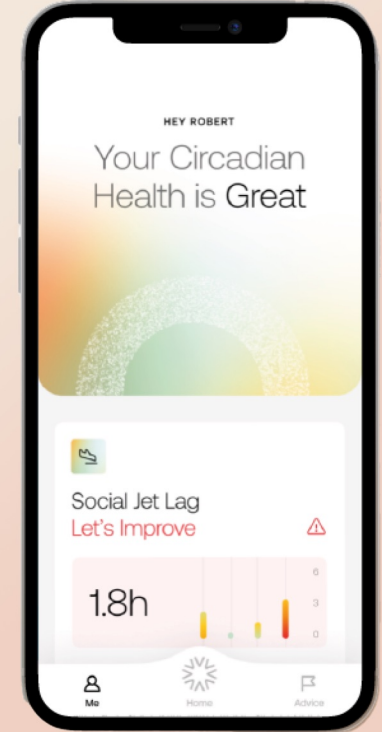 HEY ROBERT
Your Circadian
Health is Great
Social Jet Lag
Let's Improve
1.8h
6
3
0
Me
Home
Advice